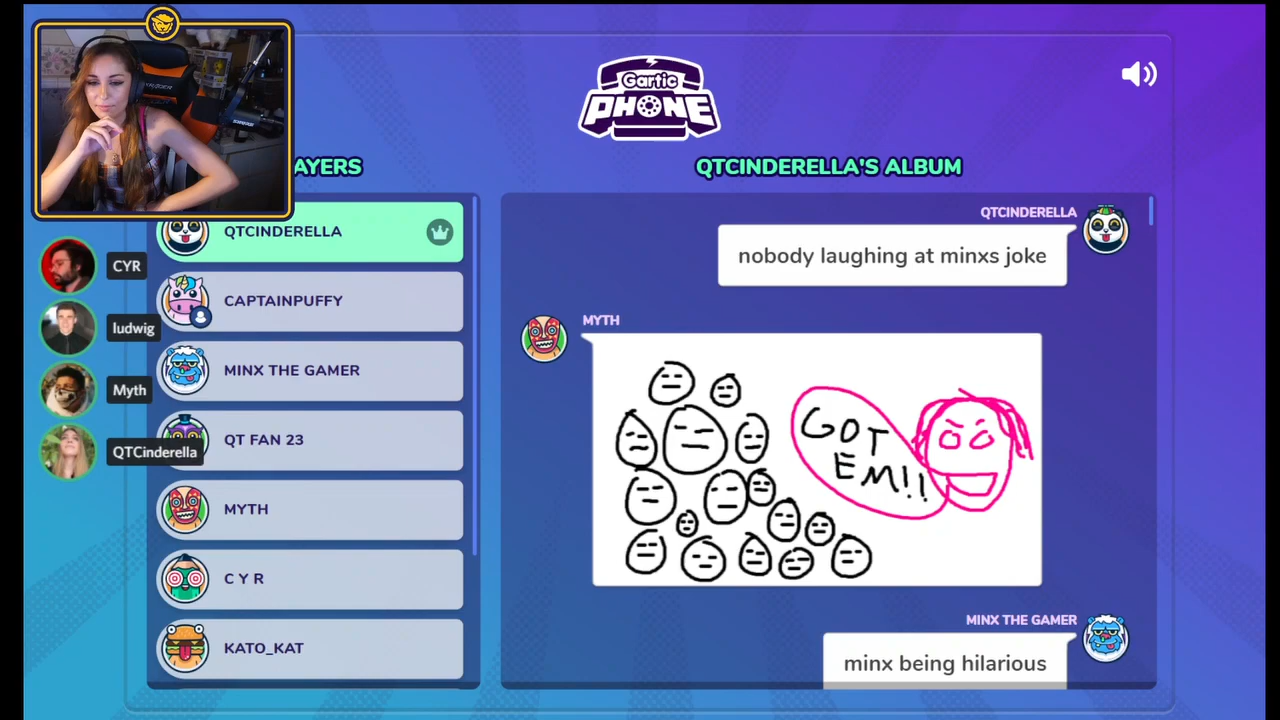 Gartic
PHONE
AYERS
QTCINDERELLA'S ALBUM
QTCINDERELLA
CAPTAINPUFFY
MINX THE GAMER
QT FAN 23
MYTH
C Y R
KATO_KAT
CYR
ludwig
Myth
QTCinderella
QTCINDERELLA
nobody laughing at minxs joke
MYTH
GOT
EM!!
MINX THE GAMER
minx being hilarious